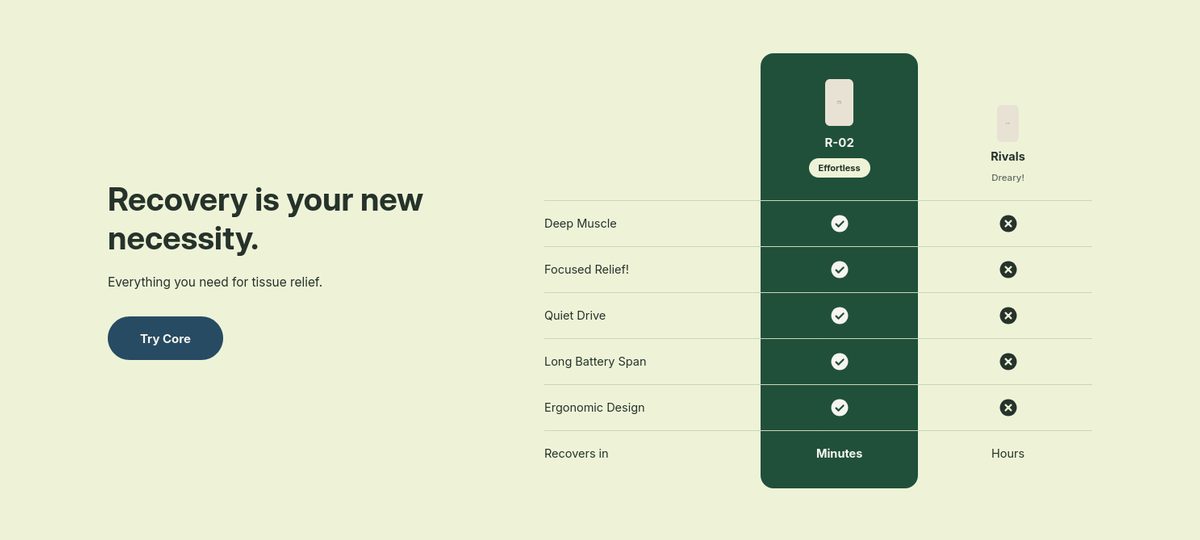 Recovery is your new
necessity.
Everything you need for tissue relief.
Try Core
R-02
Effortless
Rivals
Dreary!
Deep Muscle
Focused Relief!
Quiet Drive
Long Battery Span
Ergonomic Design
Recovers in
Minutes
Hours